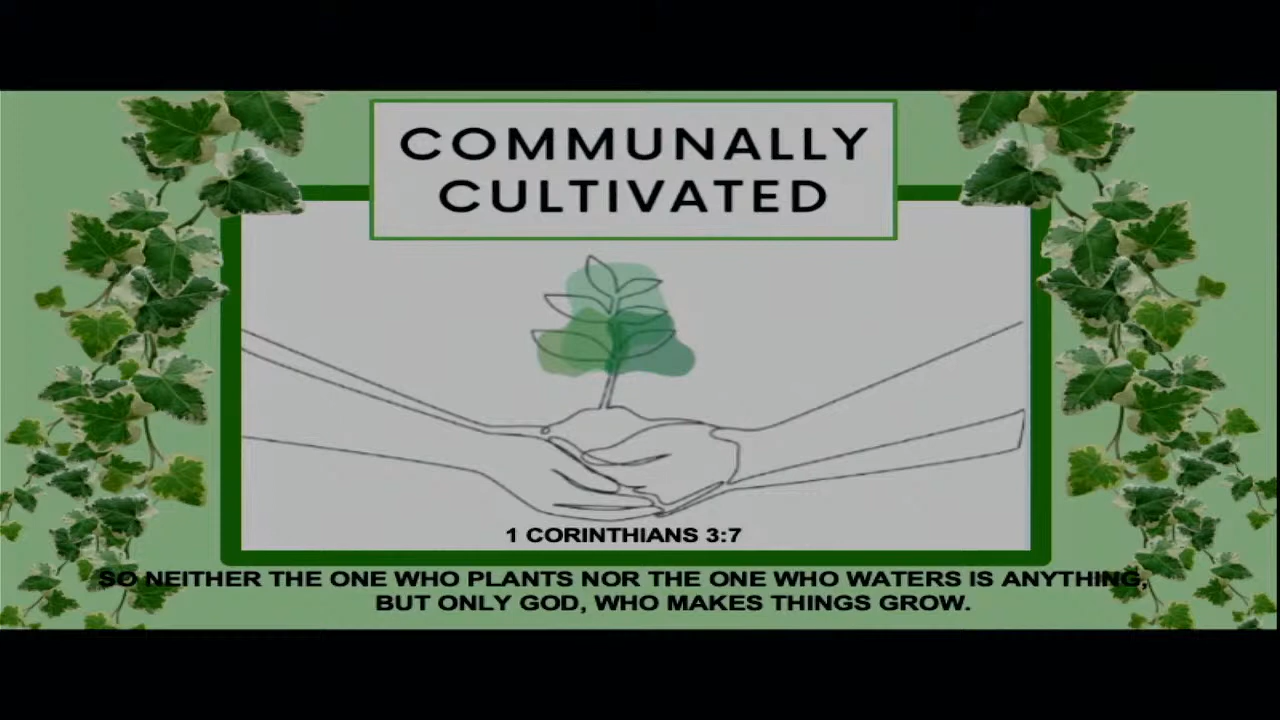 COMMUNALLY
CULTIVATED
1 CORINTHIANS 3:7
SO NEITHER THE ONE WHO PLANTS NOR THE ONE WHO WATERS IS ANYTHING,
BUT ONLY GOD, WHO MAKES THINGS GROW.